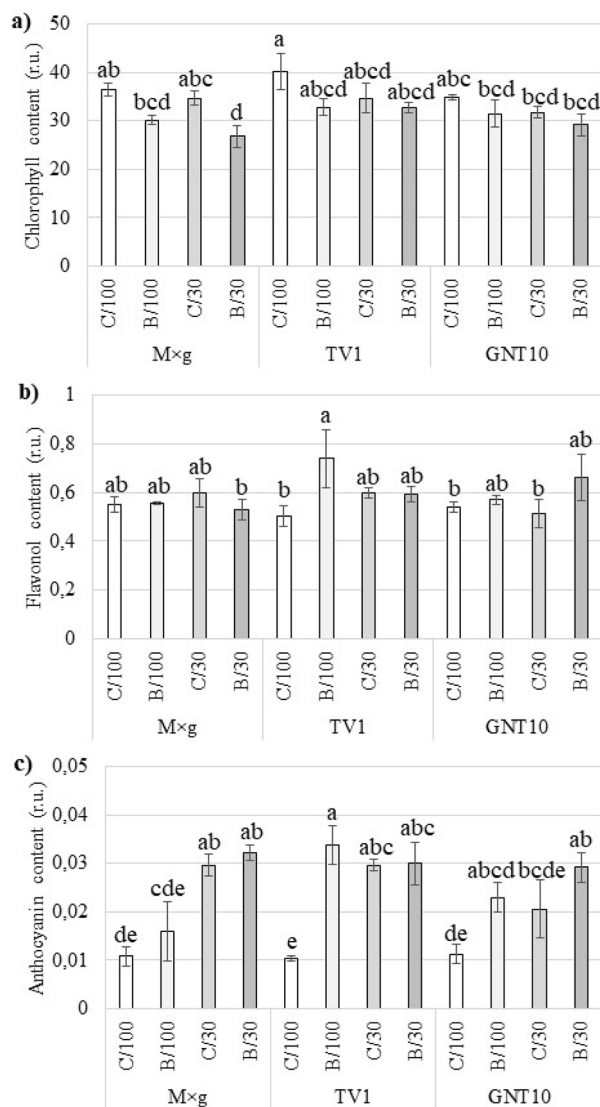 a)
Chlorophyll content (r.u.)
50
40
30
20
10
0
ab
bcd
abc
d
a
abcd
abcd
abcd
abc
bcd
bcd
bcd
C/100
B/100
C/30
B/30
C/100
B/100
C/30
B/30
C/100
B/100
C/30
B/30
M×g
TV1
GNT10
b)
Flavonol content (r.u.)
1
0,8
0,6
0,4
0,2
0
ab
ab
ab
b
b
a
ab
ab
b
ab
b
ab
C/100
B/100
C/30
B/30
C/100
B/100
C/30
B/30
C/100
B/100
C/30
B/30
M×g
TV1
GNT10
c)
Anthocyanin content (r.u.)
0,05
0,04
0,03
0,02
0,01
0
de
cde
ab
ab
e
a
abc
abc
de
abcd
bcde
ab
C/100
B/100
C/30
B/30
C/100
B/100
C/30
B/30
C/100
B/100
C/30
B/30
M×g
TV1
GNT10